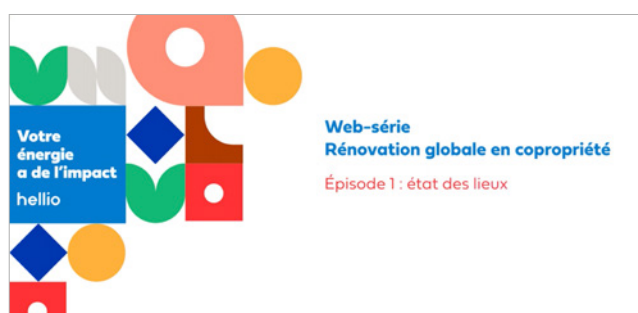 Votre
énergie
a de l'impact
hellio
Web-série
Rénovation globale en copropriété
Épisode 1 : état des lieux